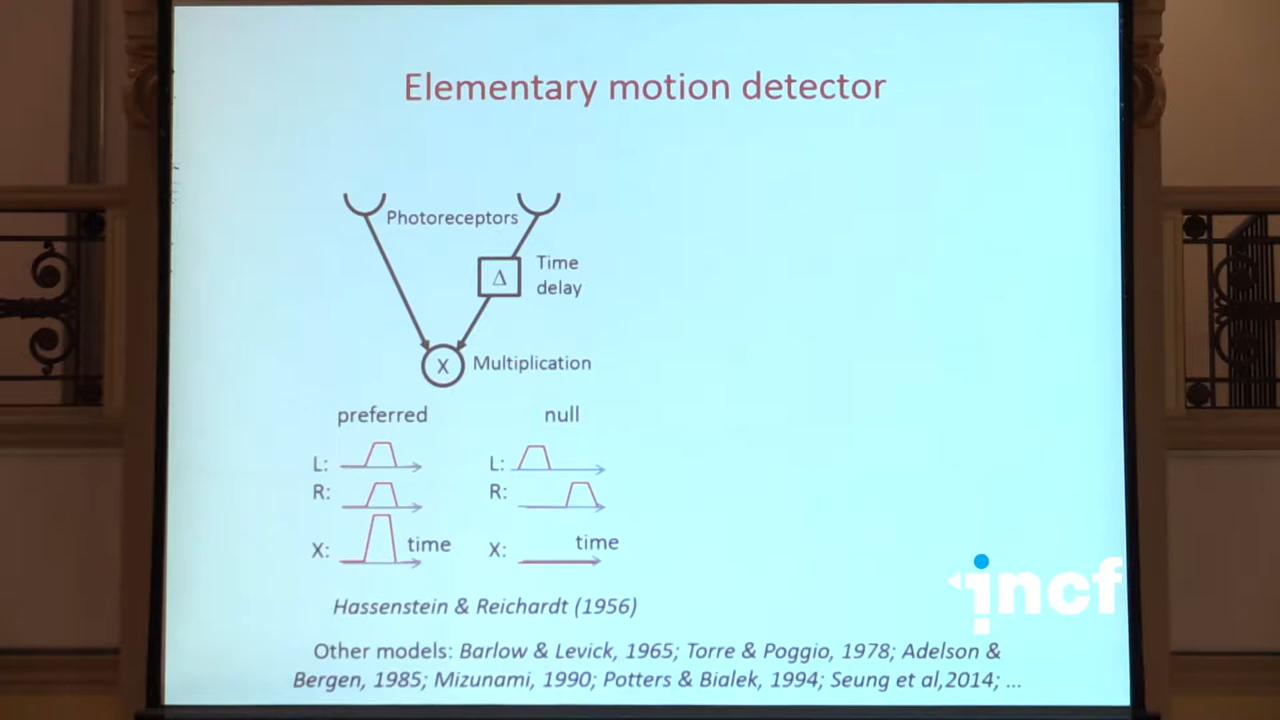 Elementary motion detector
Photoreceptors
Δ
Time
delay
X
Multiplication
preferred
null
L:
L:
R:
R:
X:
time
X:
time
incf
Hassenstein & Reichardt (1956)
Other models: Barlow & Levick, 1965; Torre & Poggio, 1978; Adelson &
Bergen, 1985; Mizunami, 1990; Potters & Bialek, 1994; Seung et al,2014; ...